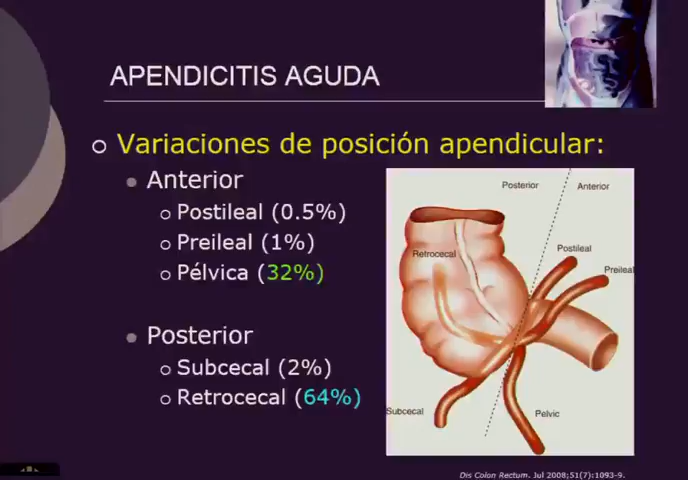 APENDICITIS AGUDA
Variaciones de posición apendicular:
Anterior
Postileal (0.5%)
Preileal (1%)
Pélvica (32%)
Posterior
Subcecal (2%)
Retrocecal (64%)
Posterior
Anterior
Postileal
Retrocecal
Preileal
Subcecal
Pelvic
Dis Colon Rectum. Jul 2008;51(7):1093-9.